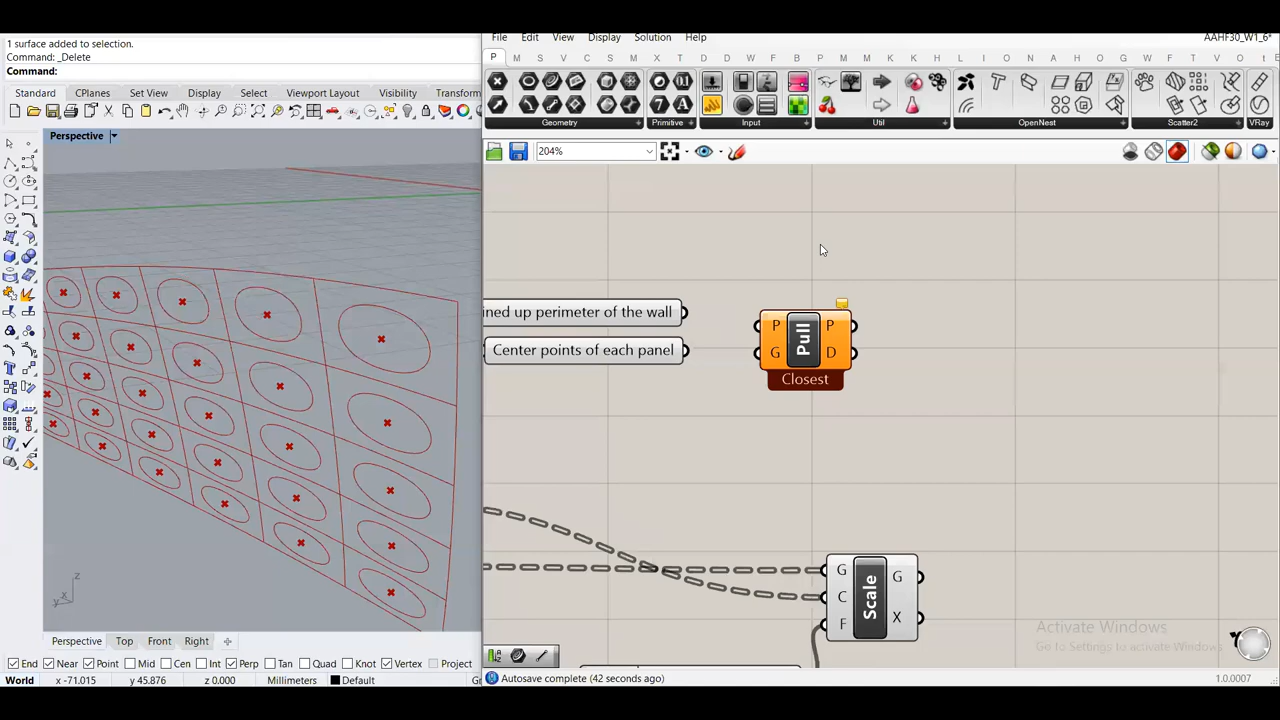 1 surface added to selection.
Command: _Delete
Command:
Standard CPlanes Set View Display Select Viewport Layout Visibility Transform
Perspective
z
x
y
Perspective Top Front Right
End Near Point Mid Cen Int Perp Tan Quad Knot Vertex Project
World x -71.015 y 45.876 z 0.000 Millimeters Default
File Edit View Display Solution Help AAHF30_W1_6*
P M S V C S M X T D D L W B S P M A M L K C N E t
Geometry Primitive Input Util OpenNest Scatter2 VRay
204%
ined up perimeter of the wall
Center points of each panel
P
G
Pull
P
D
Closest
G
C
F
Scale
G
X
Activate Windows
Go to Settings to activate Windows
Autosave complete (42 seconds ago) 1.0.0007